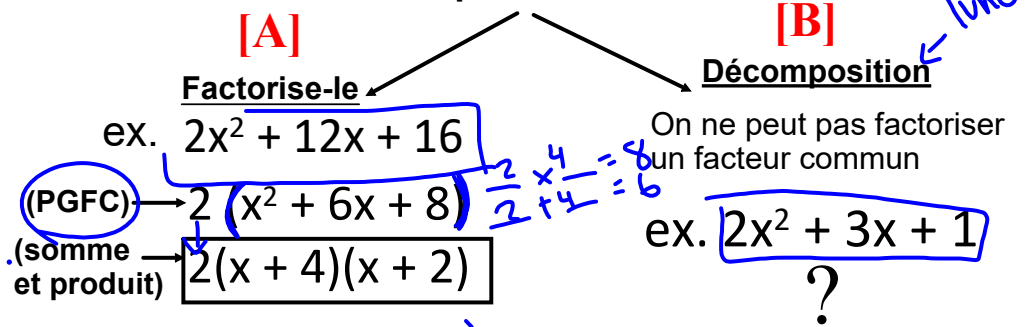 [A]
Factorise-le
ex. 2x² + 12x + 16
(PGFC) 2 (x² + 6x + 8)
2 × 4 = 8
2 + 4 = 6
(somme et produit) 2(x + 4)(x + 2)
[B]
Décomposition
On ne peut pas factoriser
un facteur commun
ex. 2x² + 3x + 1
?